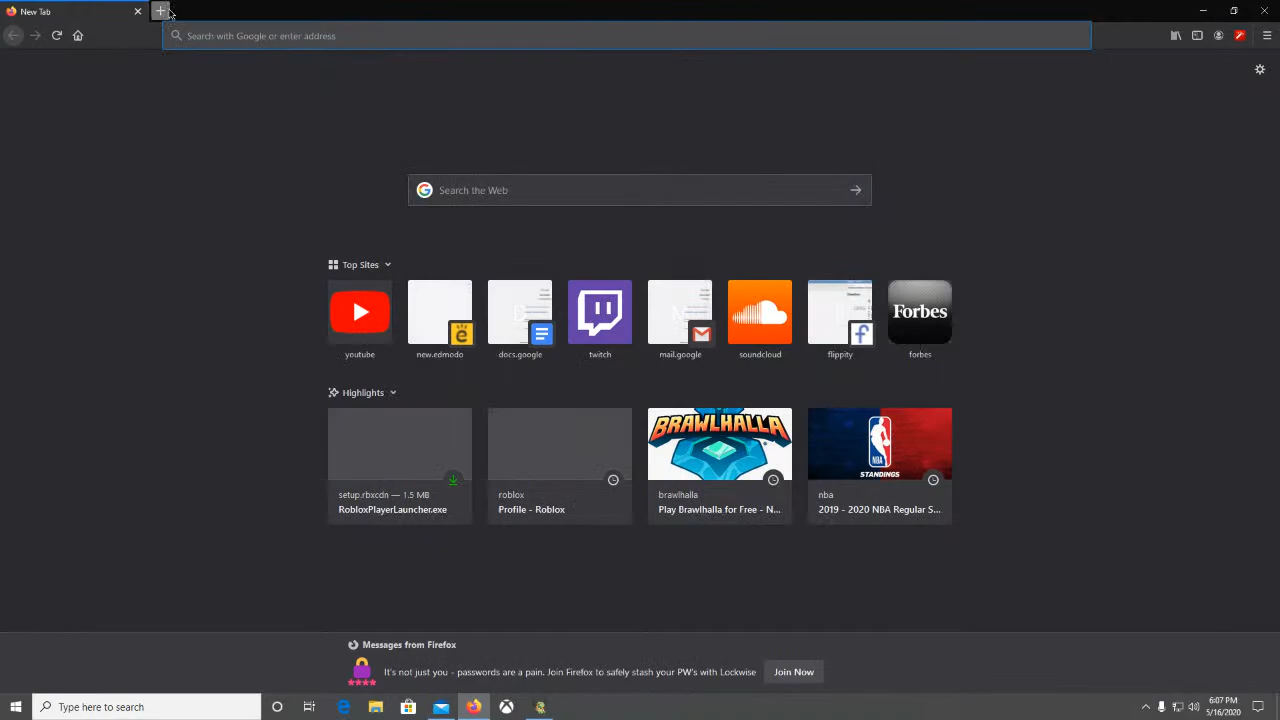 New Tab
Search with Google or enter address
Search the Web
Top Sites
Forbes
youtube
new.edmodo
docs.google
twitch
mail.google
soundcloud
flippity
forbes
Highlights
BRAWLHALLA
NBA
STANDINGS
setup.rbxcdn — 1.5 MB
RobloxPlayerLauncher.exe
roblox
Profile - Roblox
brawlhalla
Play Brawlhalla for Free - N...
nba
2019 - 2020 NBA Regular S...
Messages from Firefox
It's not just you - passwords are a pain. Join Firefox to safely stash your PW's with Lockwise
Join Now
Type here to search
6:07 PM
5/16/2020